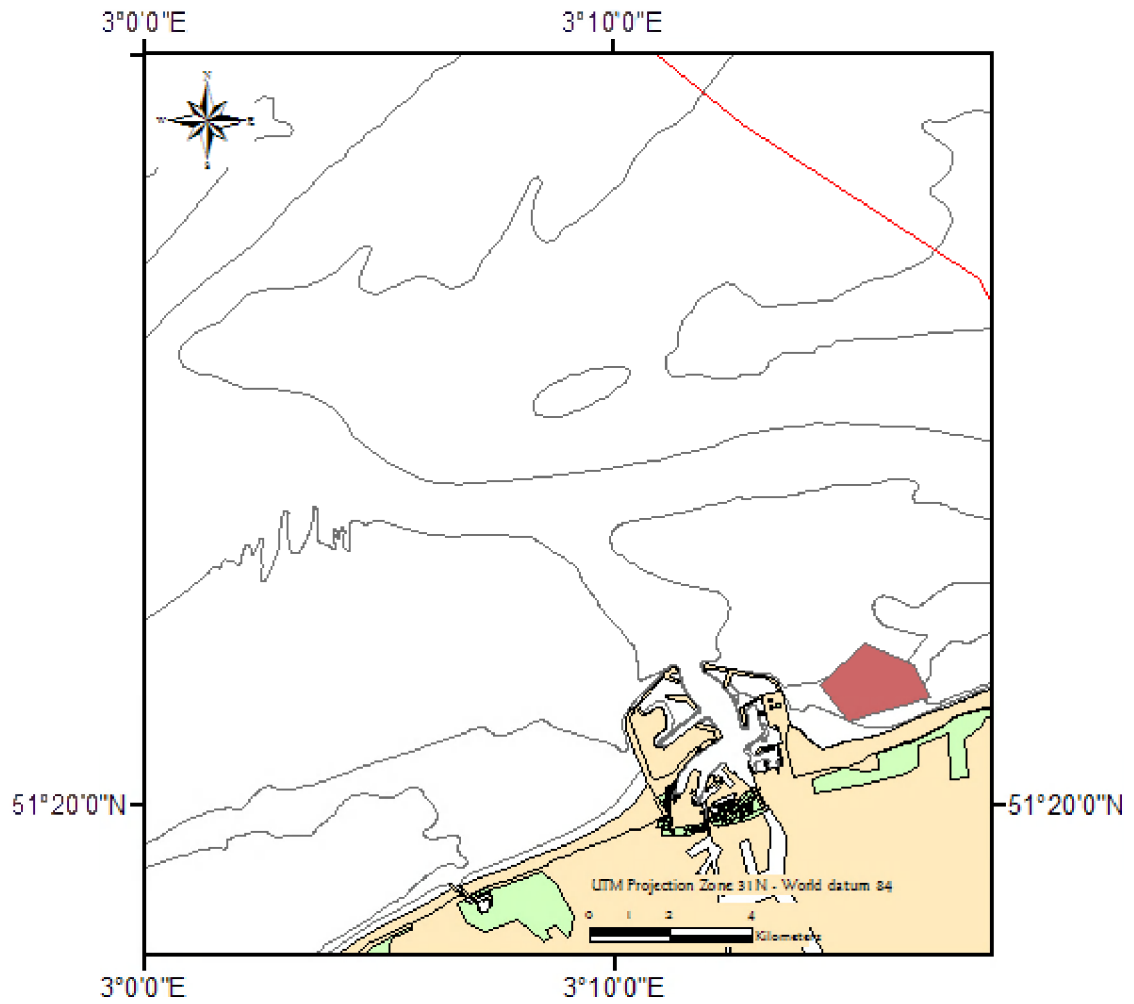 3°0'0"E 3°10'0"E
N
W E
S
51°20'0"N 51°20'0"N
UTM Projection Zone 31N - World datum 84
0 1 2 4
Kilometers
3°0'0"E 3°10'0"E